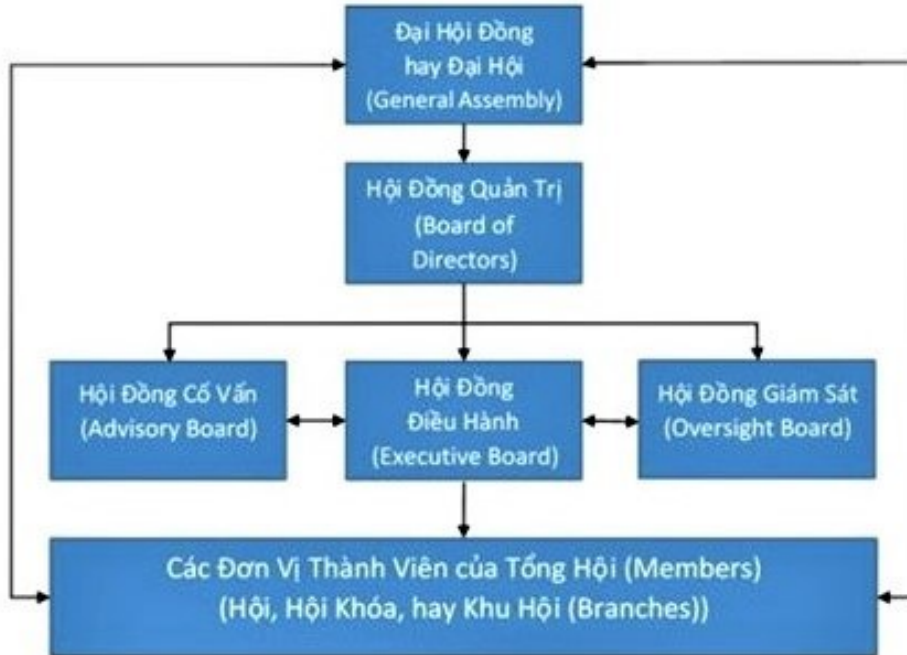 Đại Hội Đồng
hay Đại Hội
(General Assembly)
Hội Đồng Quản Trị
(Board of
Directors)
Hội Đồng Cố Vấn
(Advisory Board)
Hội Đồng
Điều Hành
(Executive Board)
Hội Đồng Giám Sát
(Oversight Board)
Các Đơn Vị Thành Viên của Tổng Hội (Members)
(Hội, Hội Khóa, hay Khu Hội (Branches))